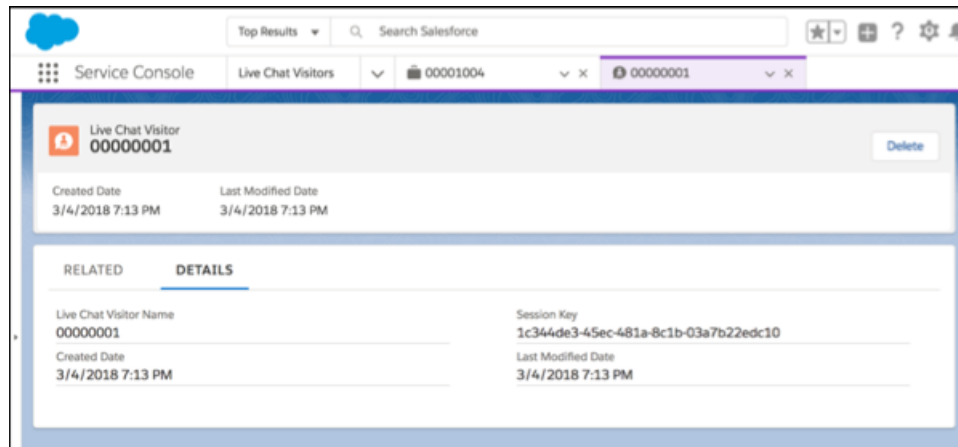 Top Results Search Salesforce
Service Console Live Chat Visitors 00001004 00000001
Live Chat Visitor
00000001
Delete
Created Date Last Modified Date
3/4/2018 7:13 PM 3/4/2018 7:13 PM
RELATED DETAILS
Live Chat Visitor Name Session Key
00000001 1c344de3-45ec-481a-8c1b-03a7b22edc10
Created Date Last Modified Date
3/4/2018 7:13 PM 3/4/2018 7:13 PM